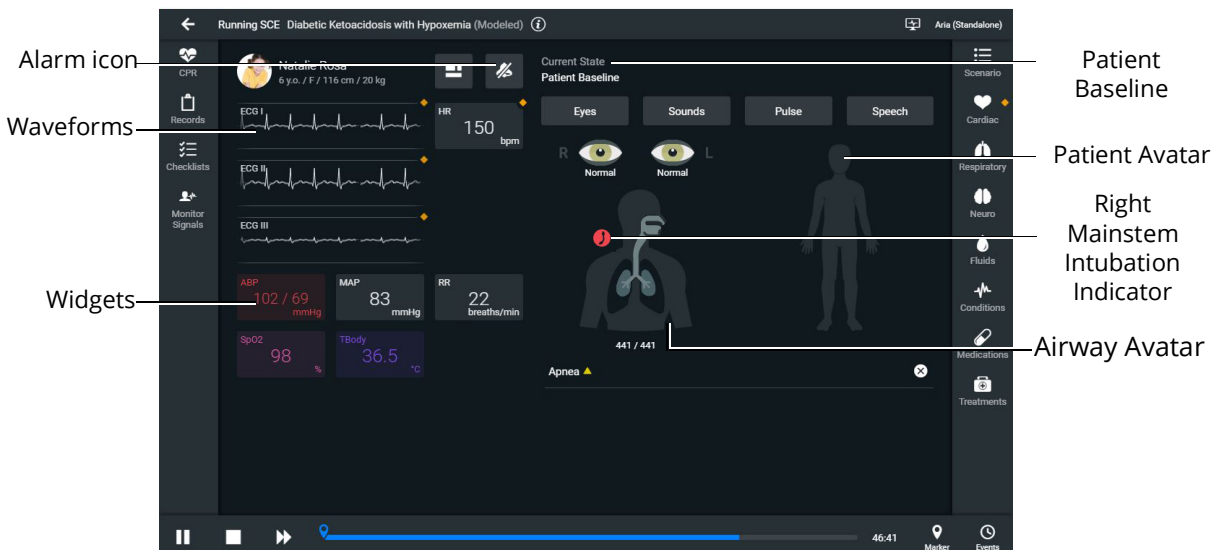 Running SCE Diabetic Ketoacidosis with Hypoxemia (Modeled)
Aria (Standalone)
Alarm icon
Waveforms
Widgets
CPR
Records
Checklists
Monitor
Signals
Natalie Rosa
6 y.o. / F / 116 cm / 20 kg
ECG I
HR
150
bpm
ECG II
ECG III
ABP
102 / 69
mmHg
MAP
83
mmHg
RR
22
breaths/min
SpO2
98
%
TBody
36.5
°C
Current State
Patient Baseline
Eyes
Sounds
Pulse
Speech
R
L
Normal
Normal
441 / 441
Apnea
Scenario
Cardiac
Respiratory
Neuro
Fluids
Conditions
Medications
Treatments
Patient
Baseline
Patient Avatar
Right
Mainstem
Intubation
Indicator
Airway Avatar
46:41
Marker
Events